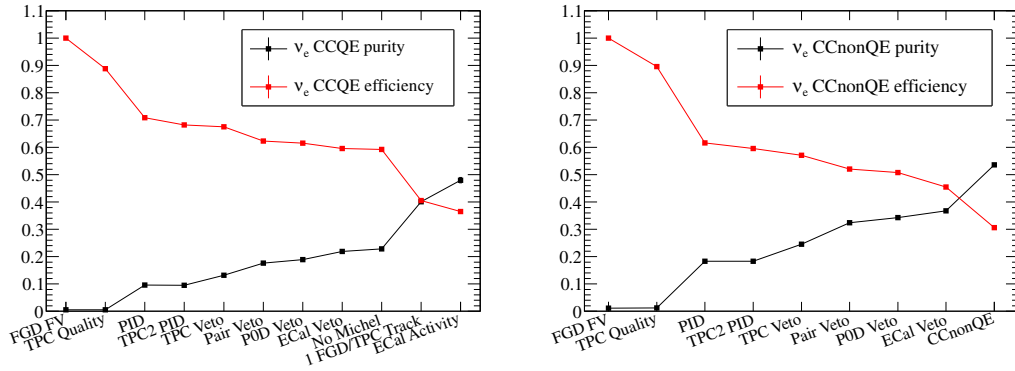 1.1
1
0.9
0.8
0.7
0.6
0.5
0.4
0.3
0.2
0.1
0
νe CCQE purity
νe CCQE efficiency
FGD FV
TPC Quality
PID
TPC2 PID
TPC Veto
Pair Veto
P0D Veto
ECal Veto
No Michel
1 FGD/TPC Track
ECal Activity
1.1
1
0.9
0.8
0.7
0.6
0.5
0.4
0.3
0.2
0.1
0
νe CCnonQE purity
νe CCnonQE efficiency
FGD FV
TPC Quality
PID
TPC2 PID
TPC Veto
Pair Veto
P0D Veto
ECal Veto
CCnonQE